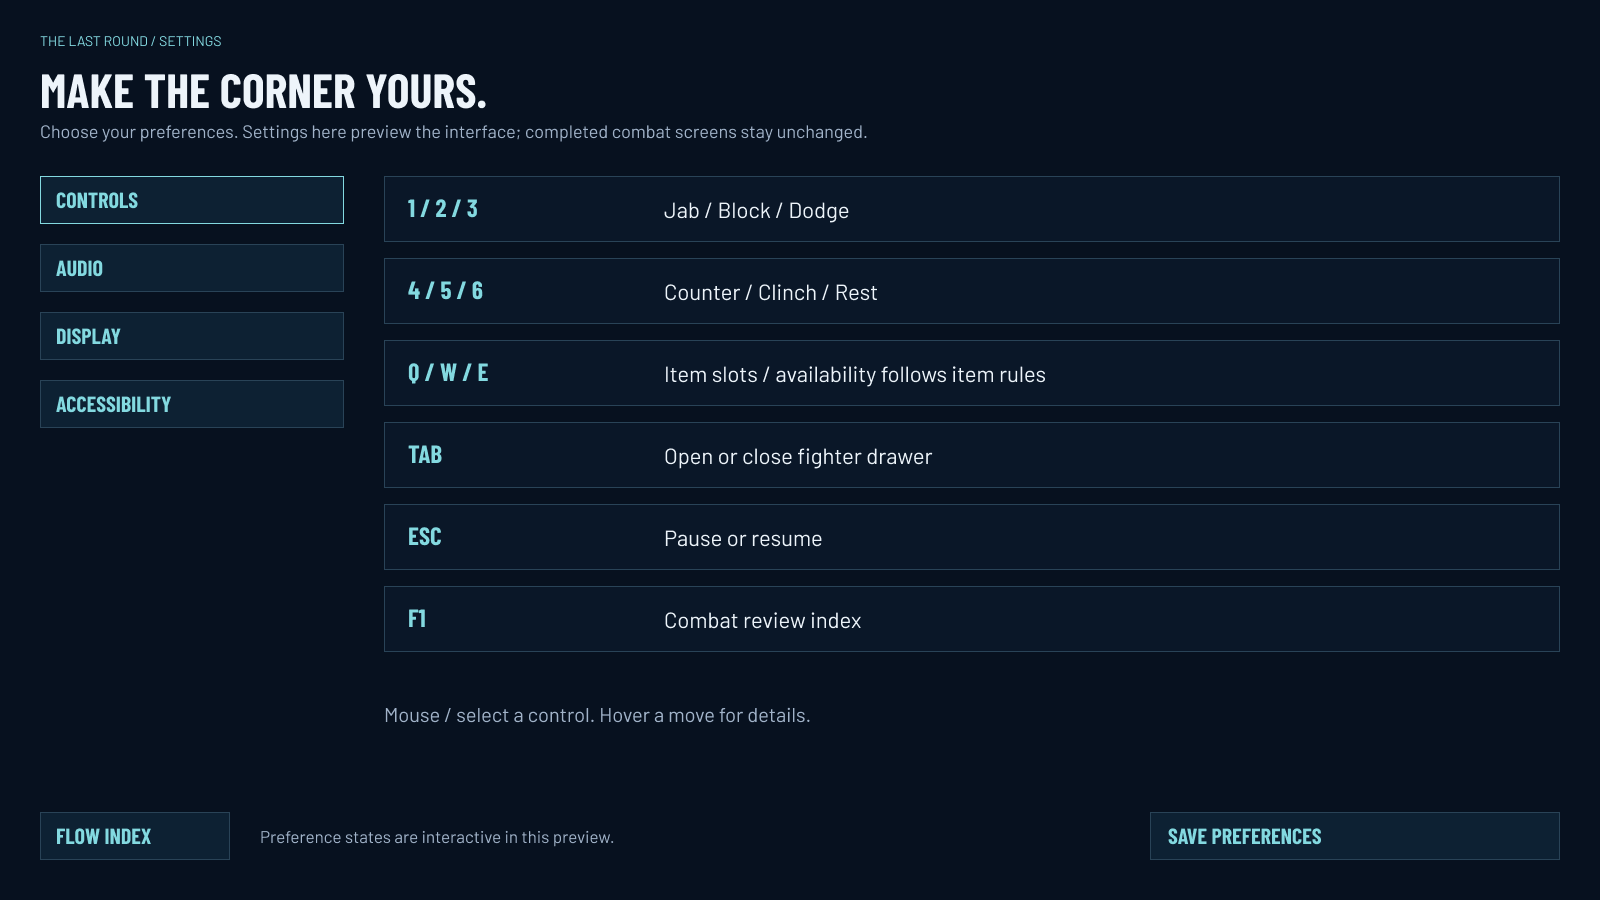 THE LAST ROUND / SETTINGS
MAKE THE CORNER YOURS.
Choose your preferences. Settings here preview the interface; completed combat screens stay unchanged.
CONTROLS
AUDIO
DISPLAY
ACCESSIBILITY
1 / 2 / 3 Jab / Block / Dodge
4 / 5 / 6 Counter / Clinch / Rest
Q / W / E Item slots / availability follows item rules
TAB Open or close fighter drawer
ESC Pause or resume
F1 Combat review index
Mouse / select a control. Hover a move for details.
FLOW INDEX Preference states are interactive in this preview. SAVE PREFERENCES